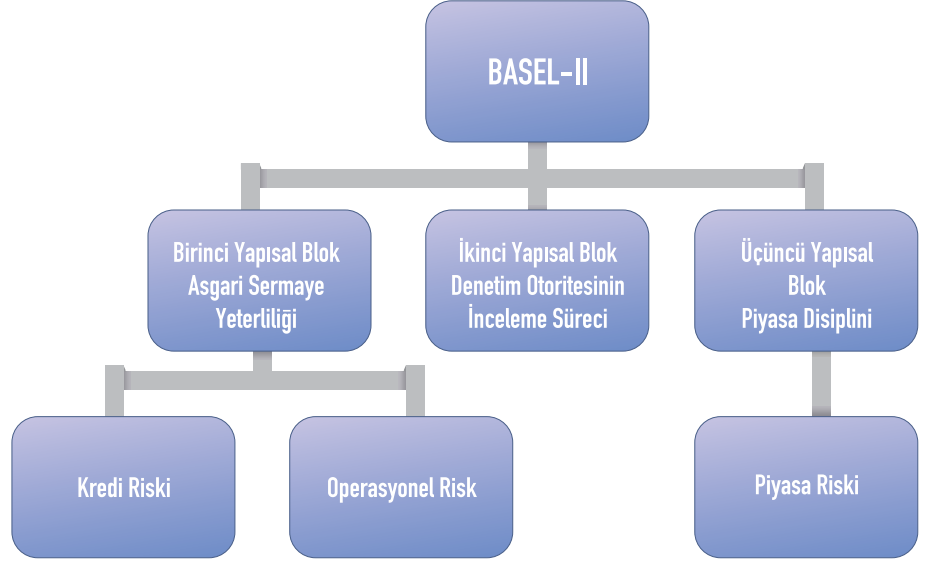 BASEL-II
Birinci Yapısal Blok
Asgari Sermaye
Yeterliliği
İkinci Yapısal Blok
Denetim Otoritesinin
İnceleme Süreci
Üçüncü Yapısal
Blok
Piyasa Disiplini
Kredi Riski
Operasyonel Risk
Piyasa Riski